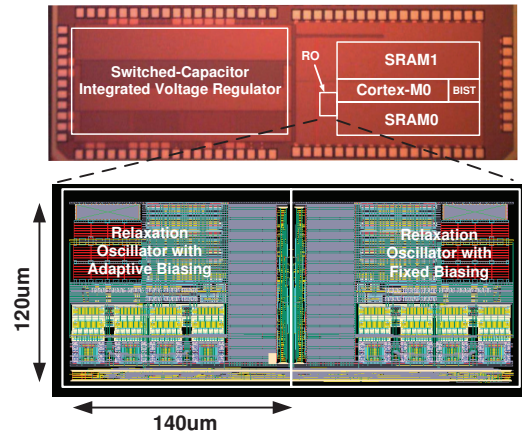 Switched-Capacitor
Integrated Voltage Regulator
RO
SRAM1
Cortex-M0
BIST
SRAM0
Relaxation
Oscillator with
Adaptive Biasing
Relaxation
Oscillator with
Fixed Biasing
120um
140um